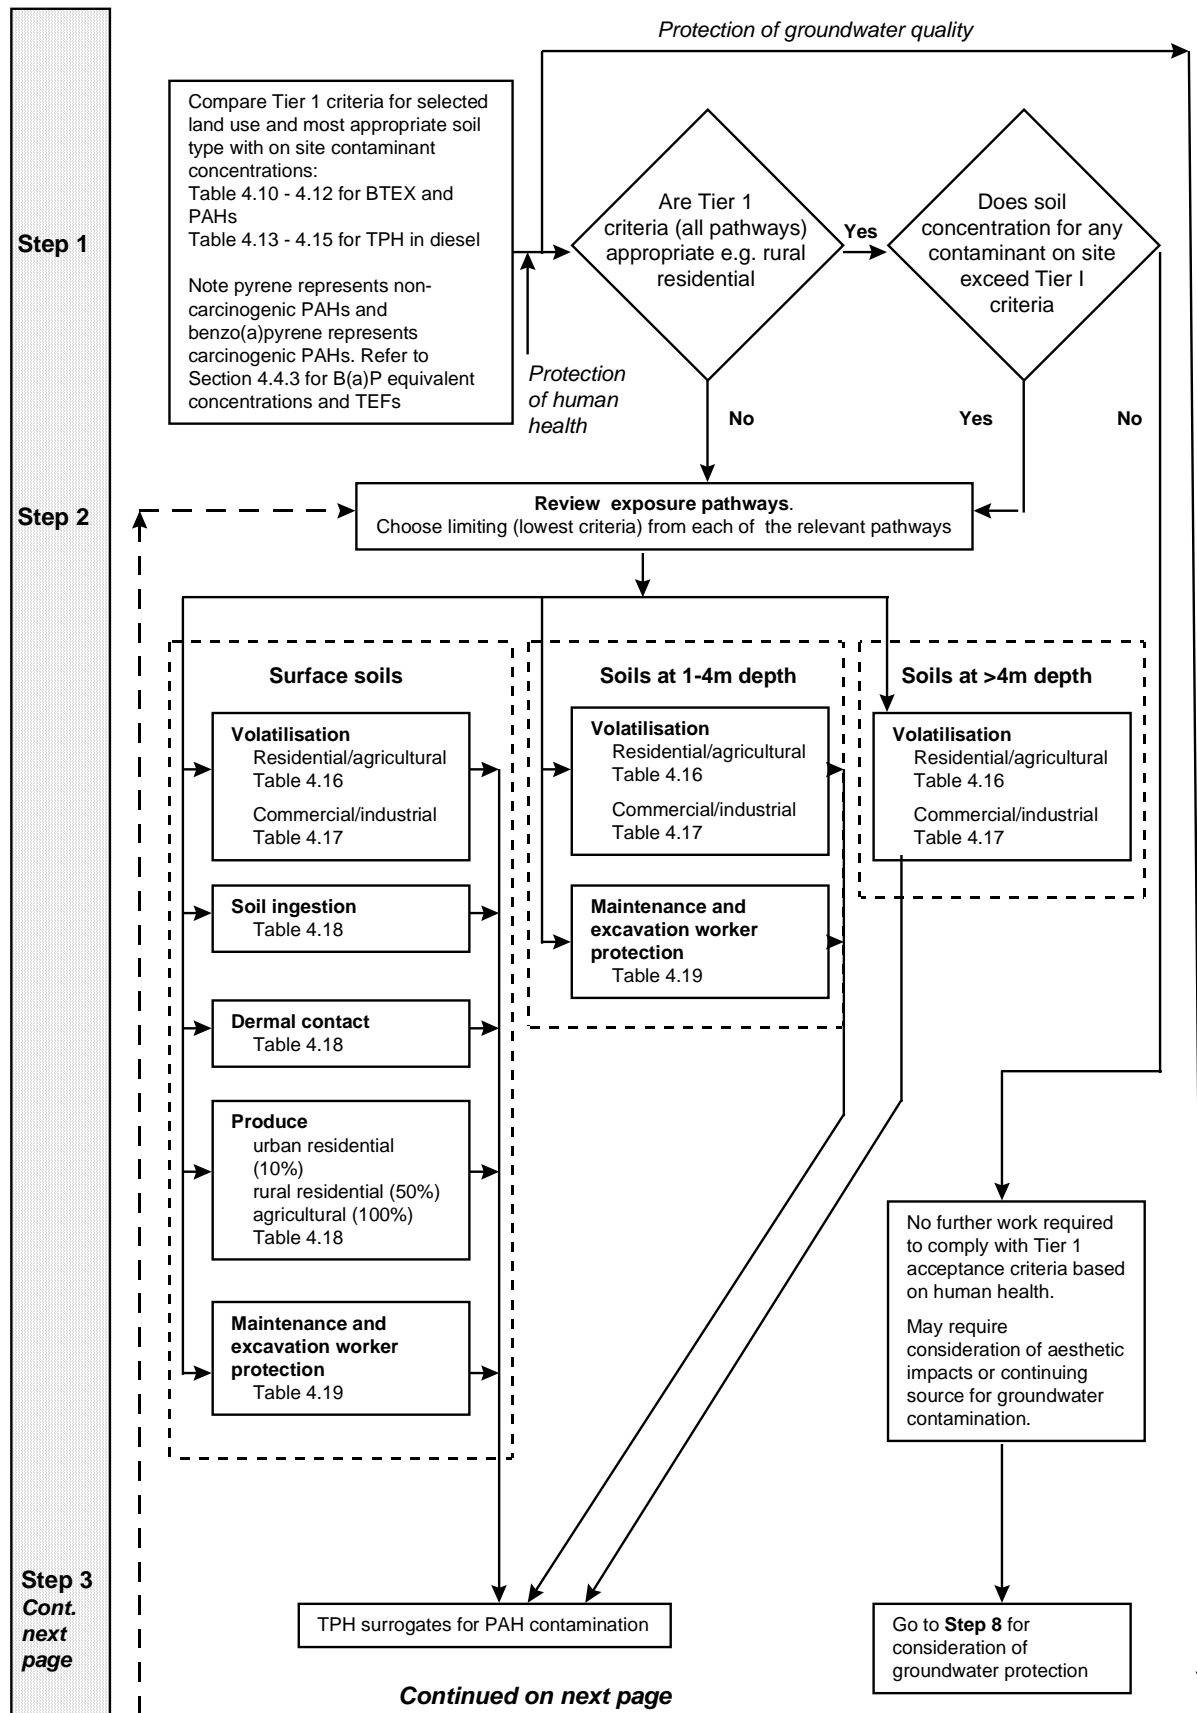 Protection of groundwater quality
Step 1
Compare Tier 1 criteria for selected
land use and most appropriate soil
type with on site contaminant
concentrations:
Table 4.10 - 4.12 for BTEX and
PAHs
Table 4.13 - 4.15 for TPH in diesel
Note pyrene represents non-
carcinogenic PAHs and
benzo(a)pyrene represents
carcinogenic PAHs. Refer to
Section 4.4.3 for B(a)P equivalent
concentrations and TEFs
Protection
of human
health
Are Tier 1
criteria (all pathways)
appropriate e.g. rural
residential
Yes
No
Does soil
concentration for any
contaminant on site
exceed Tier I
criteria
Yes
No
Step 2
Review exposure pathways.
Choose limiting (lowest criteria) from each of the relevant pathways
Surface soils
Volatilisation
Residential/agricultural
Table 4.16
Commercial/industrial
Table 4.17
Soil ingestion
Table 4.18
Dermal contact
Table 4.18
Produce
urban residential
(10%)
rural residential (50%)
agricultural (100%)
Table 4.18
Maintenance and
excavation worker
protection
Table 4.19
Soils at 1-4m depth
Volatilisation
Residential/agricultural
Table 4.16
Commercial/industrial
Table 4.17
Maintenance and
excavation worker
protection
Table 4.19
Soils at >4m depth
Volatilisation
Residential/agricultural
Table 4.16
Commercial/industrial
Table 4.17
No further work required
to comply with Tier 1
acceptance criteria based
on human health.
May require
consideration of aesthetic
impacts or continuing
source for groundwater
contamination.
Step 3
Cont.
next
page
TPH surrogates for PAH contamination
Go to Step 8 for
consideration of
groundwater protection
Continued on next page